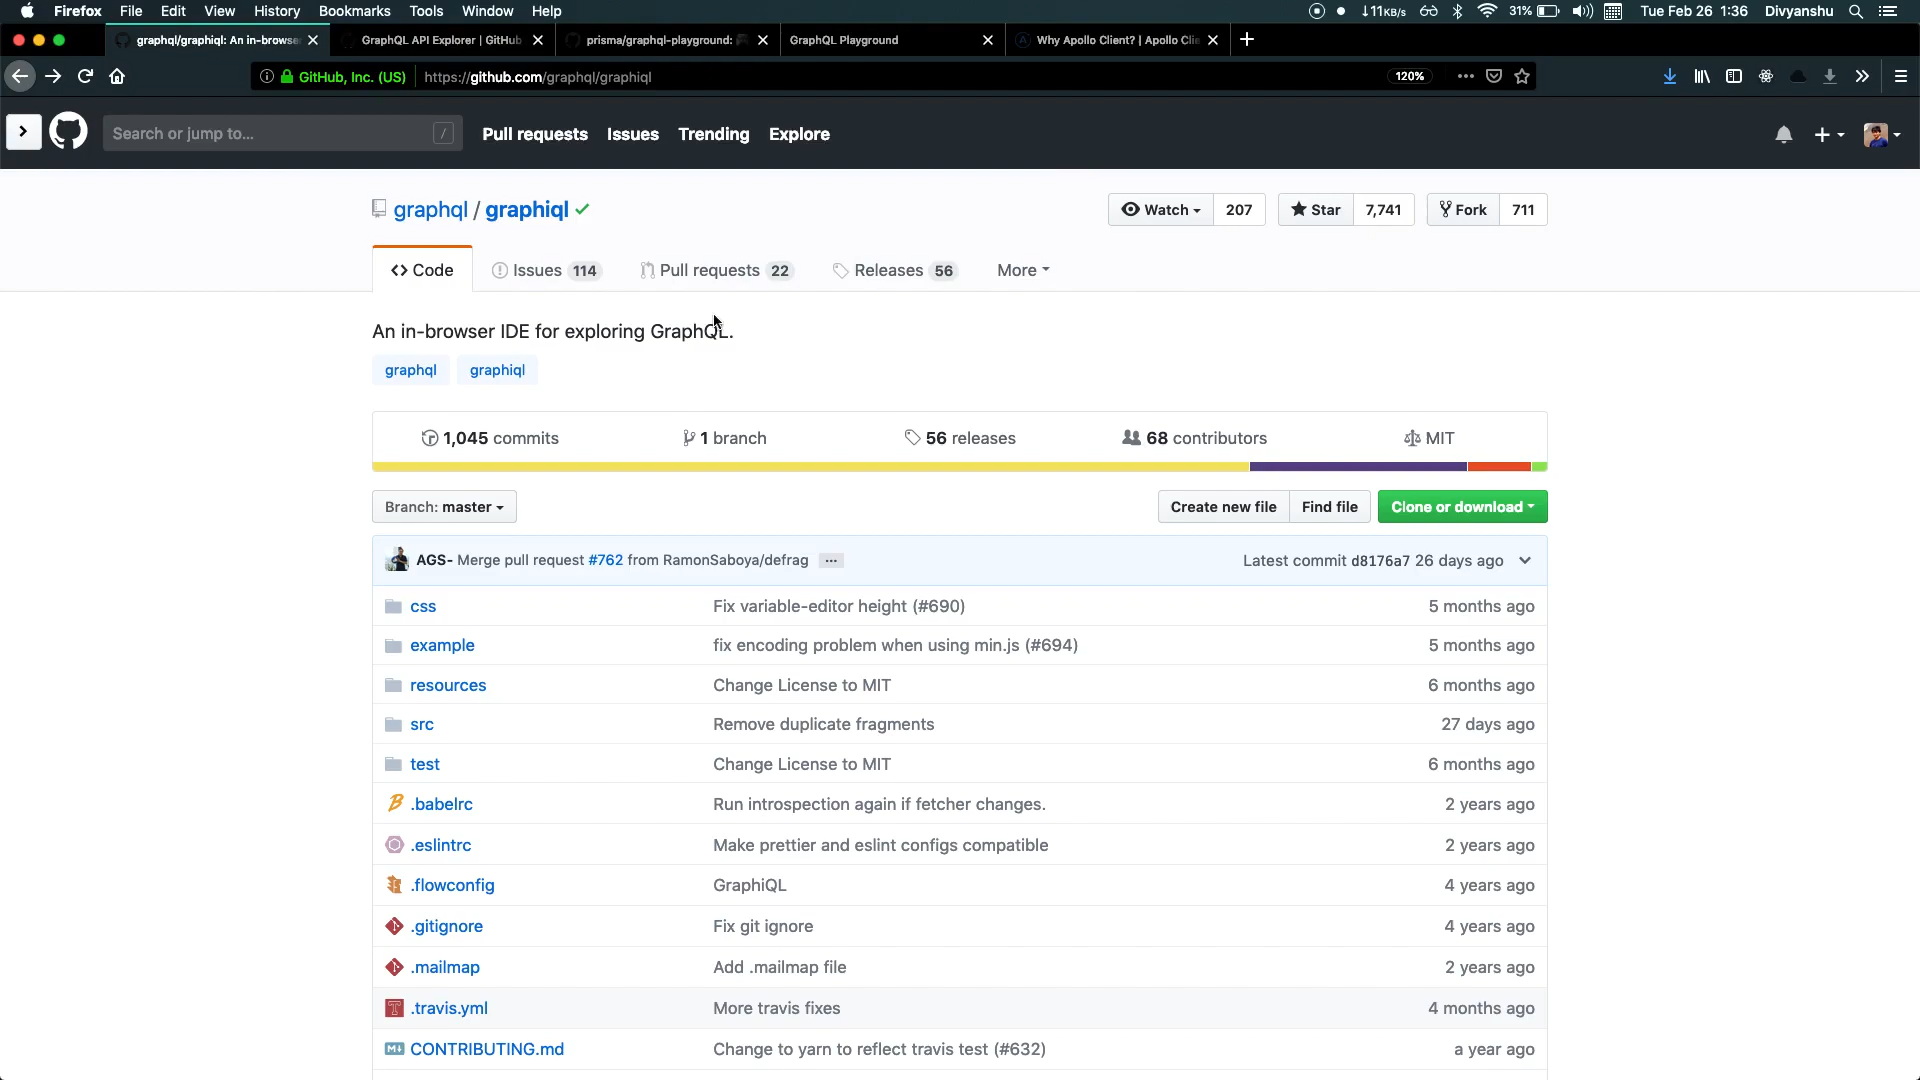 Firefox File Edit View History Bookmarks Tools Window Help ↓11KB/s 31% Tue Feb 26 1:36 Divyanshu
graphql/graphiql: An in-browse GraphQL API Explorer | GitHub prisma/graphql-playground: GraphQL Playground Why Apollo Client? | Apollo Clie
GitHub, Inc. (US) https://github.com/graphql/graphiql 120%
Search or jump to... / Pull requests Issues Trending Explore
graphql / graphiql Watch 207 Star 7,741 Fork 711
Code Issues 114 Pull requests 22 Releases 56 More
An in-browser IDE for exploring GraphQL.
graphql graphiql
1,045 commits 1 branch 56 releases 68 contributors MIT
Branch: master Create new file Find file Clone or download
AGS- Merge pull request #762 from RamonSaboya/defrag ... Latest commit d8176a7 26 days ago
css Fix variable-editor height (#690) 5 months ago
example fix encoding problem when using min.js (#694) 5 months ago
resources Change License to MIT 6 months ago
src Remove duplicate fragments 27 days ago
test Change License to MIT 6 months ago
.babelrc Run introspection again if fetcher changes. 2 years ago
.eslintrc Make prettier and eslint configs compatible 2 years ago
.flowconfig GraphiQL 4 years ago
.gitignore Fix git ignore 4 years ago
.mailmap Add .mailmap file 2 years ago
.travis.yml More travis fixes 4 months ago
CONTRIBUTING.md Change to yarn to reflect travis test (#632) a year ago